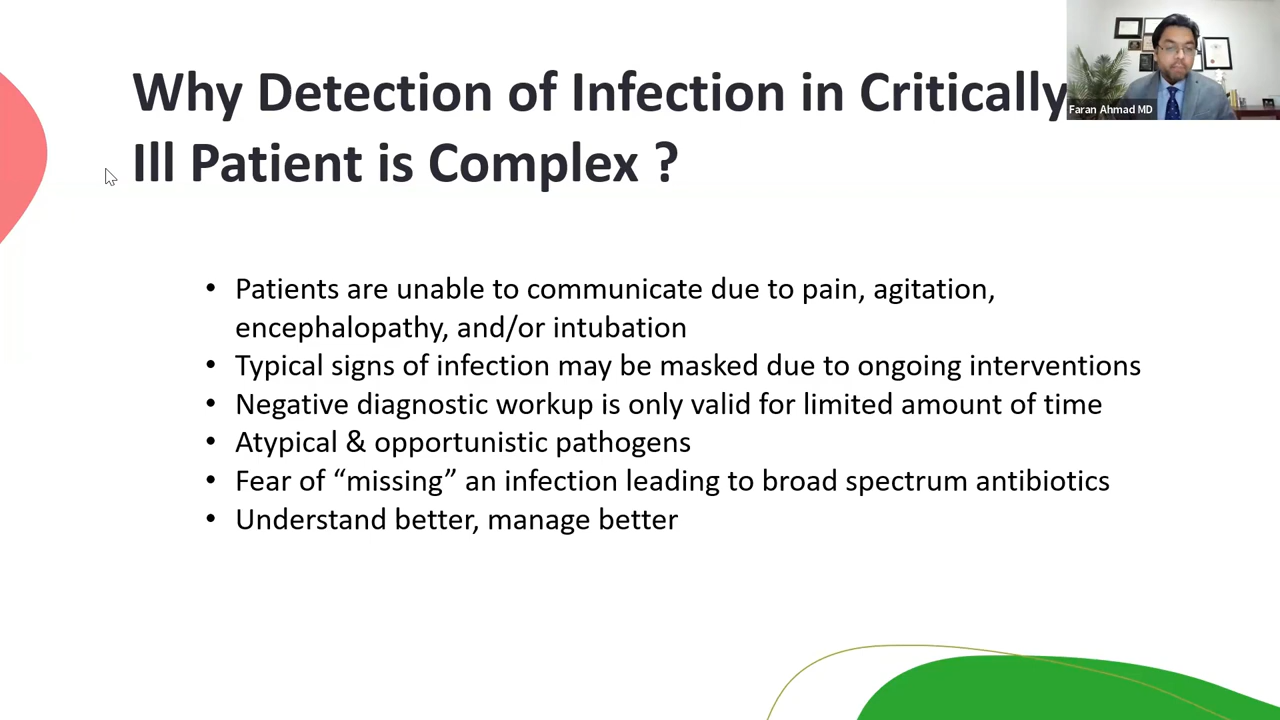 Why Detection of Infection in Critically
Ill Patient is Complex ?
Faran Ahmad MD
• Patients are unable to communicate due to pain, agitation,
encephalopathy, and/or intubation
• Typical signs of infection may be masked due to ongoing interventions
• Negative diagnostic workup is only valid for limited amount of time
• Atypical & opportunistic pathogens
• Fear of “missing” an infection leading to broad spectrum antibiotics
• Understand better, manage better